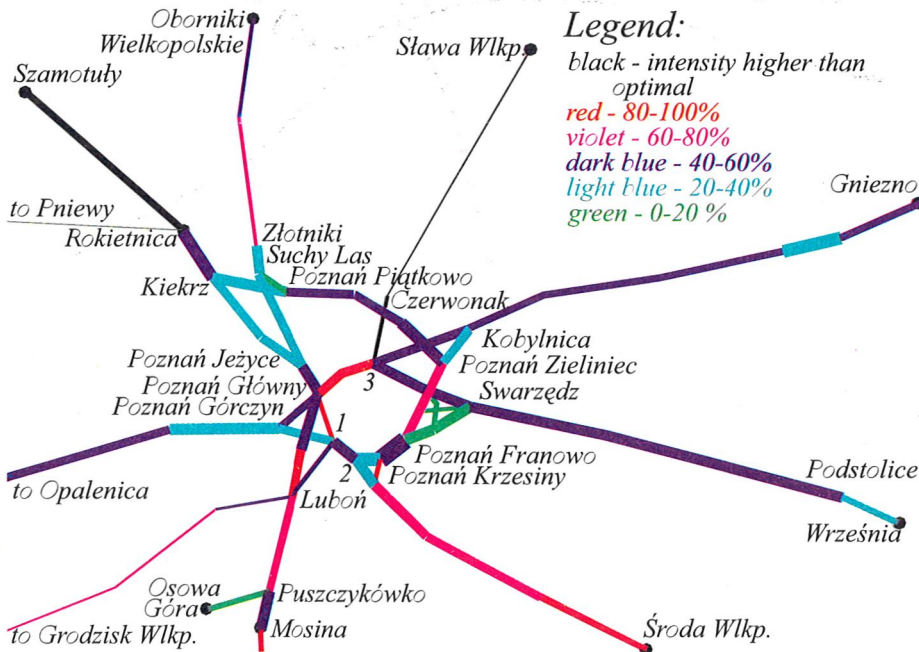 Oborniki
Wielkopolskie
Sława Wlkp.
Legend:
black - intensity higher than
optimal
red - 80-100%
violet - 60-80%
dark blue - 40-60%
light blue - 20-40%
green - 0-20 %
Szamotuły
Gniezno
to Pniewy
Rokietnica
Złotniki
Suchy Las
Poznań Piątkowo
Kiekrz
Czerwonak
Kobylnica
Poznań Jeżyce
Poznań Zieliniec
Poznań Główny
3
Swarzędz
Poznań Górczyn
1
Poznań Franowo
2
Poznań Krzesiny
Podstolice
to Opalenica
Luboń
Września
Osowa
Góra
Puszczykówko
to Grodzisk Wlkp.
Mosina
Środa Wlkp.